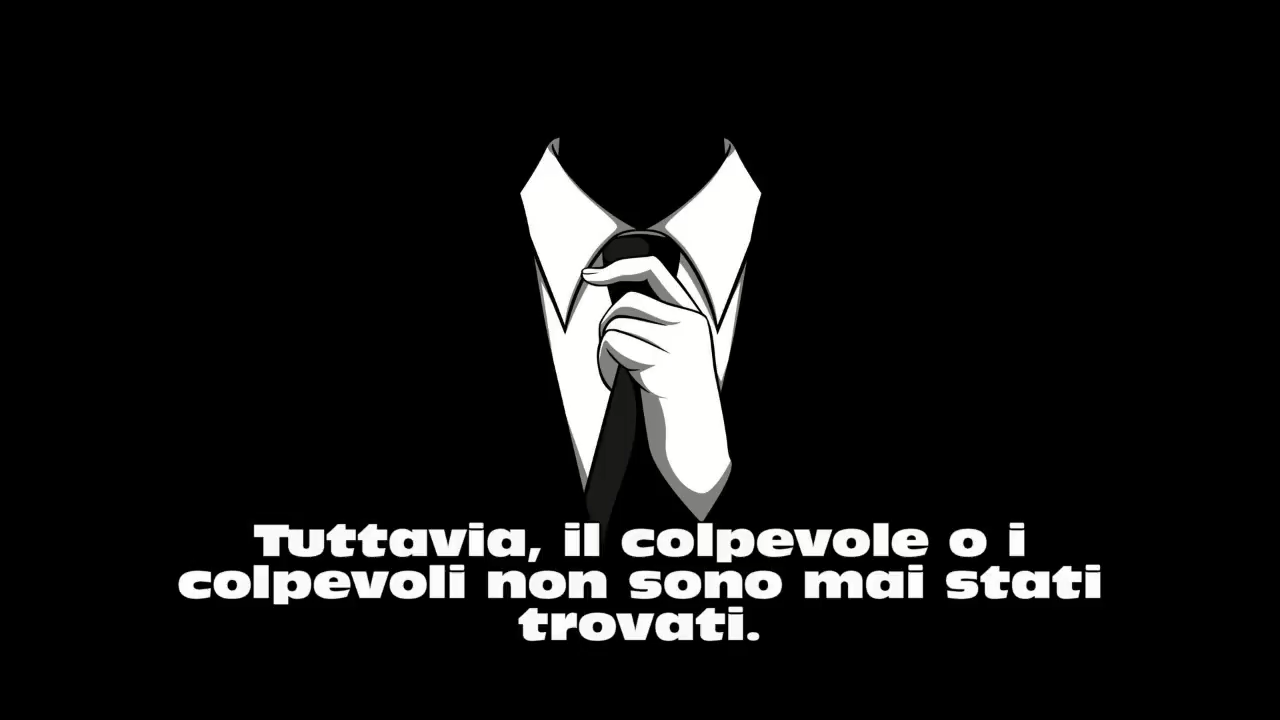 Tuttavia, il colpevole o i
colpevoli non sono mai stati
trovati.